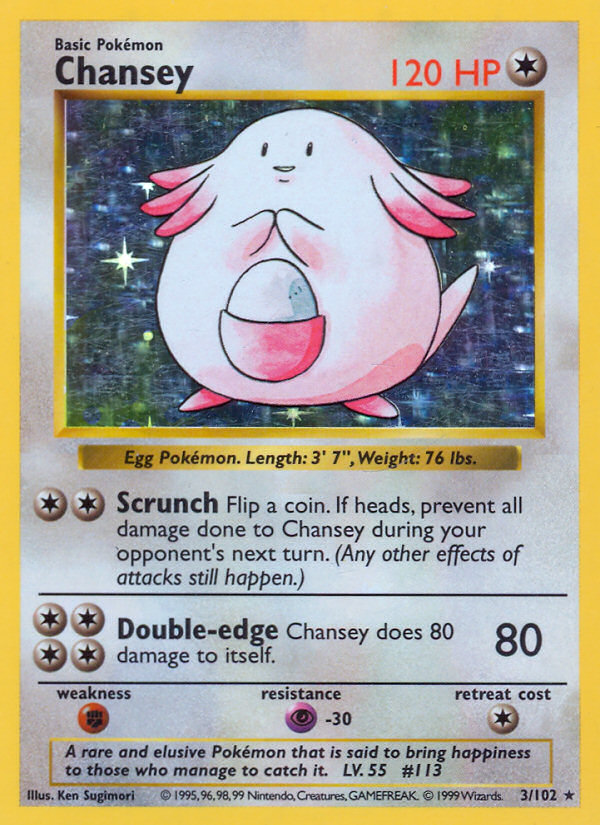 Basic Pokémon
Chansey
120 HP
Egg Pokémon. Length: 3' 7", Weight: 76 lbs.
Scrunch Flip a coin. If heads, prevent all
damage done to Chansey during your
opponent's next turn. (Any other effects of
attacks still happen.)
Double-edge Chansey does 80
damage to itself.
80
weakness
resistance
retreat cost
-30
A rare and elusive Pokémon that is said to bring happiness
to those who manage to catch it. LV. 55 #113
Illus. Ken Sugimori © 1995, 96, 98, 99 Nintendo, Creatures, GAMEFREAK. © 1999 Wizards. 3/102 ★